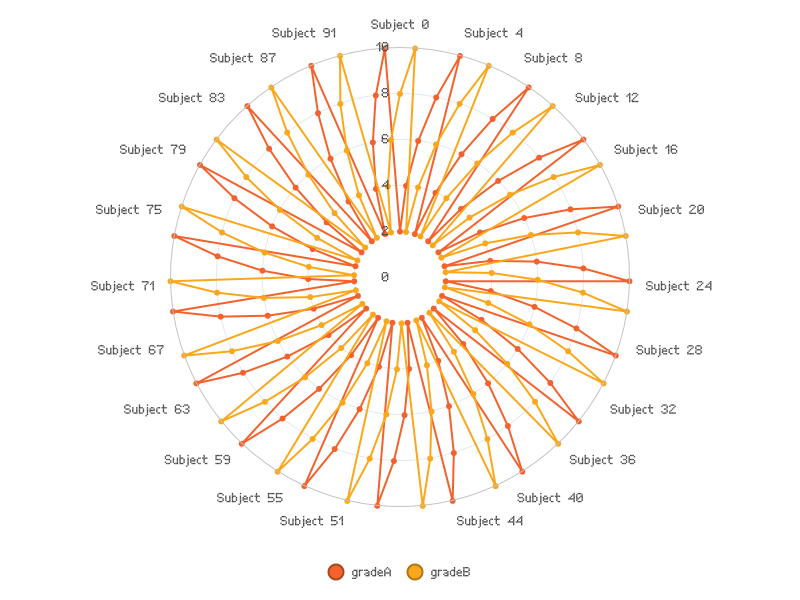 Subject 0
Subject 4
Subject 8
Subject 12
Subject 16
Subject 20
Subject 24
Subject 28
Subject 32
Subject 36
Subject 40
Subject 44
Subject 51
Subject 55
Subject 59
Subject 63
Subject 67
Subject 71
Subject 75
Subject 79
Subject 83
Subject 87
Subject 91
10
8
6
4
2
0
gradeA gradeB